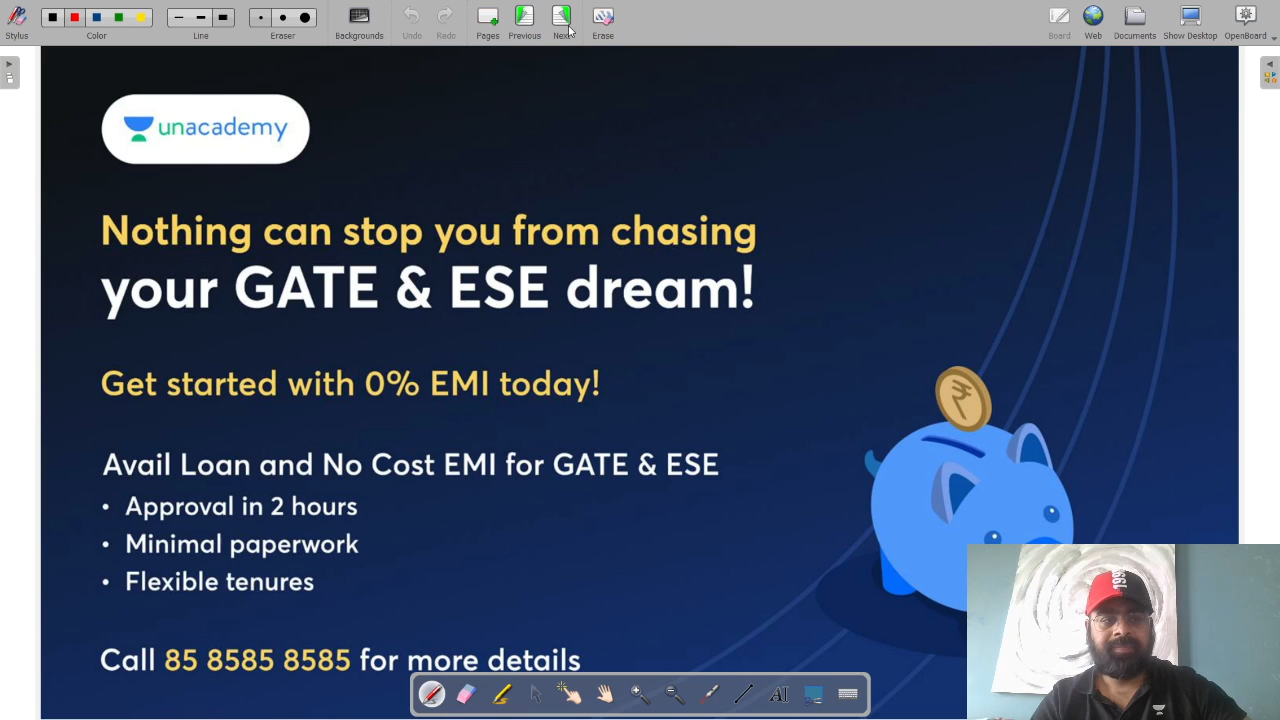 Stylus
Color
Line
Eraser
Backgrounds
Undo
Redo
Pages
Previous
Next
Erase
Board
Web
Documents
Show Desktop
OpenBoard
unacademy
Nothing can stop you from chasing
your GATE & ESE dream!
Get started with 0% EMI today!
₹
Avail Loan and No Cost EMI for GATE & ESE
• Approval in 2 hours
• Minimal paperwork
• Flexible tenures
Call 85 8585 8585 for more details
AI